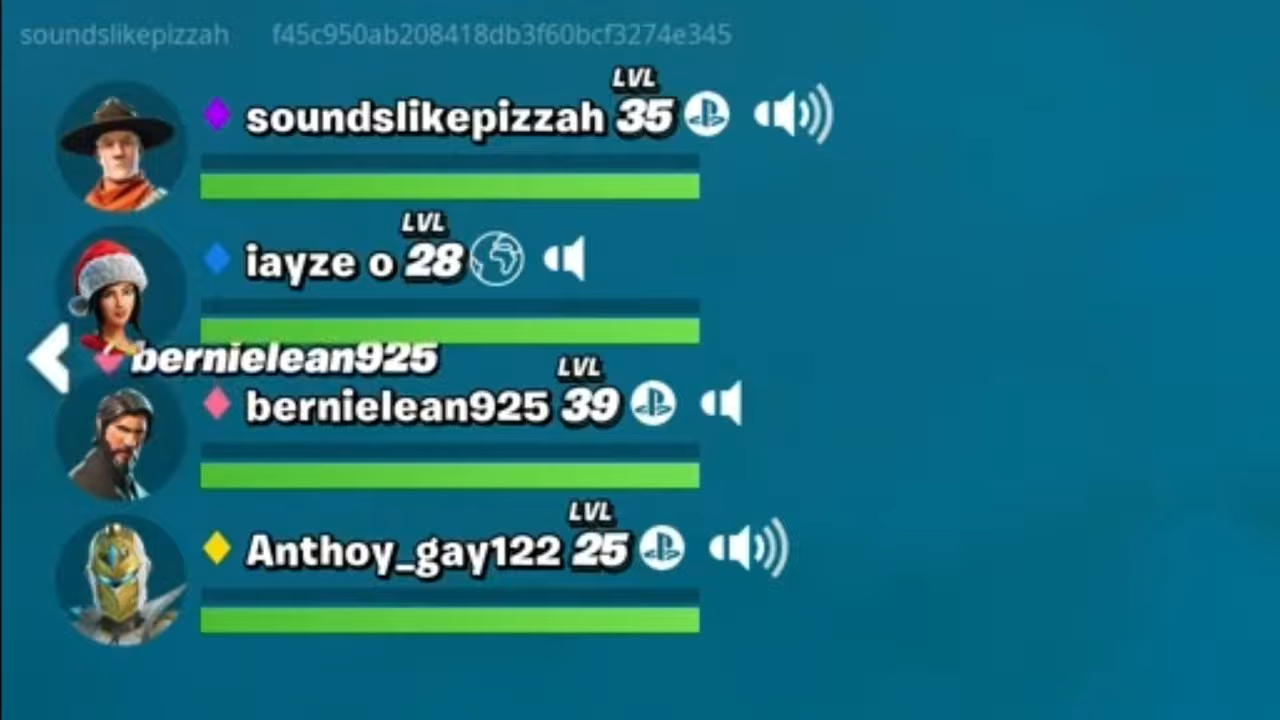 soundslikepizzah f45c950ab208418db3f60bcf3274e345
LVL
soundslikepizzah 35
LVL
iayze o 28
bernielean925
LVL
bernielean925 39
LVL
Anthoy_gay122 25